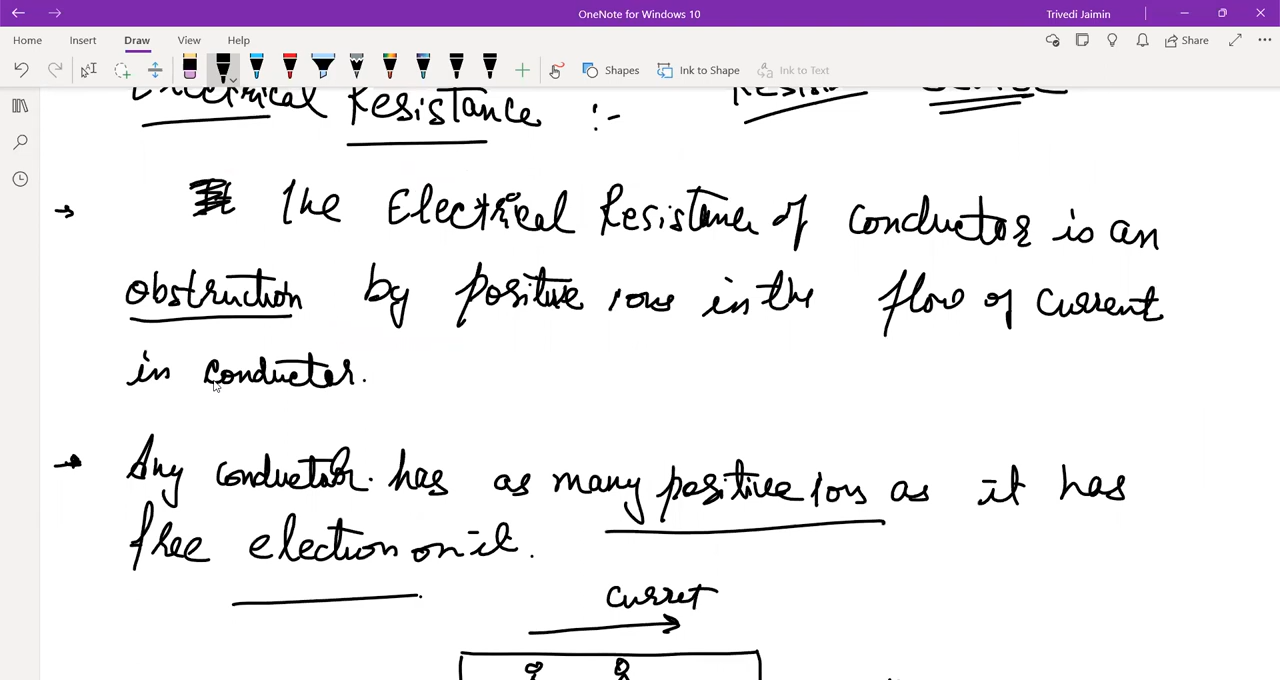 OneNote for Windows 10
Trivedi Jaimin
Home Insert Draw View Help
Share
Shapes Ink to Shape Ink to Text
Electrical Resistance :-
→ The Electrical Resistance of conductor is an
obstruction by positive ions in the flow of current
in conductor.
→ Any conductor has as many positive ions as it has
free election on it.
curret